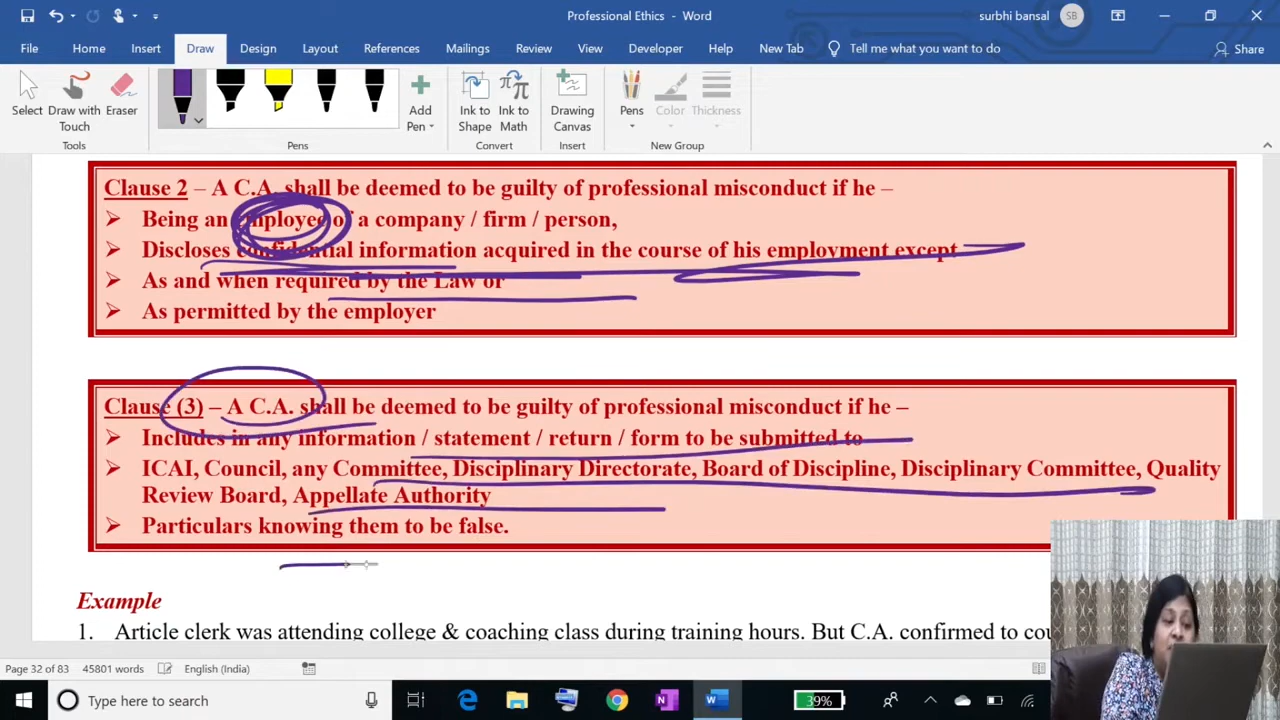 Professional Ethics - Word
surbhi bansal SB
File Home Insert Draw Design Layout References Mailings Review View Developer Help New Tab Tell me what you want to do Share
Select Draw with Touch Eraser Add Pen Ink to Shape Ink to Math Drawing Canvas Pens Color Thickness
Tools Pens Convert Insert New Group
Clause 2 – A C.A. shall be deemed to be guilty of professional misconduct if he –
➢ Being an employee of a company / firm / person,
➢ Discloses confidential information acquired in the course of his employment except
➢ As and when required by the Law or
➢ As permitted by the employer
Clause (3) – A C.A. shall be deemed to be guilty of professional misconduct if he –
➢ Includes in any information / statement / return / form to be submitted to
➢ ICAI, Council, any Committee, Disciplinary Directorate, Board of Discipline, Disciplinary Committee, Quality
Review Board, Appellate Authority
➢ Particulars knowing them to be false.
Example
1. Article clerk was attending college & coaching class during training hours. But C.A. confirmed to
Page 32 of 83 45801 words English (India)
Type here to search 39%